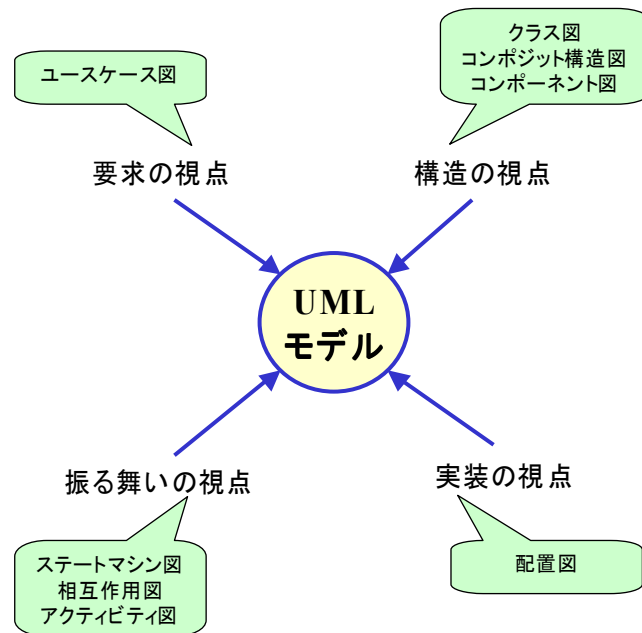 ユースケース図
クラス図
コンポジット構造図
コンポーネント図
要求の視点
構造の視点
UML
モデル
振る舞いの視点
実装の視点
ステートマシン図
相互作用図
アクティビティ図
配置図